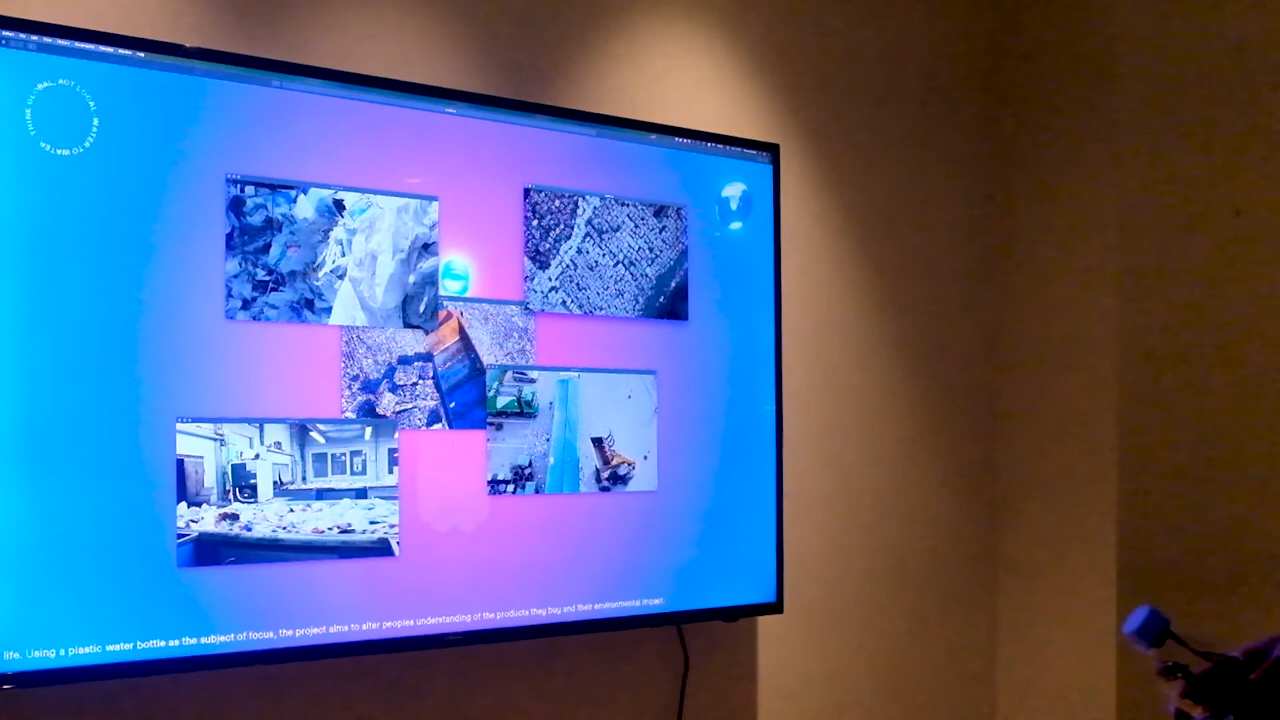 THINK GLOBAL, ACT LOCAL WATER TO WATER
life. Using a plastic water bottle as the subject of focus, the project aims to alter peoples understanding of the products they buy and their environmental impact.